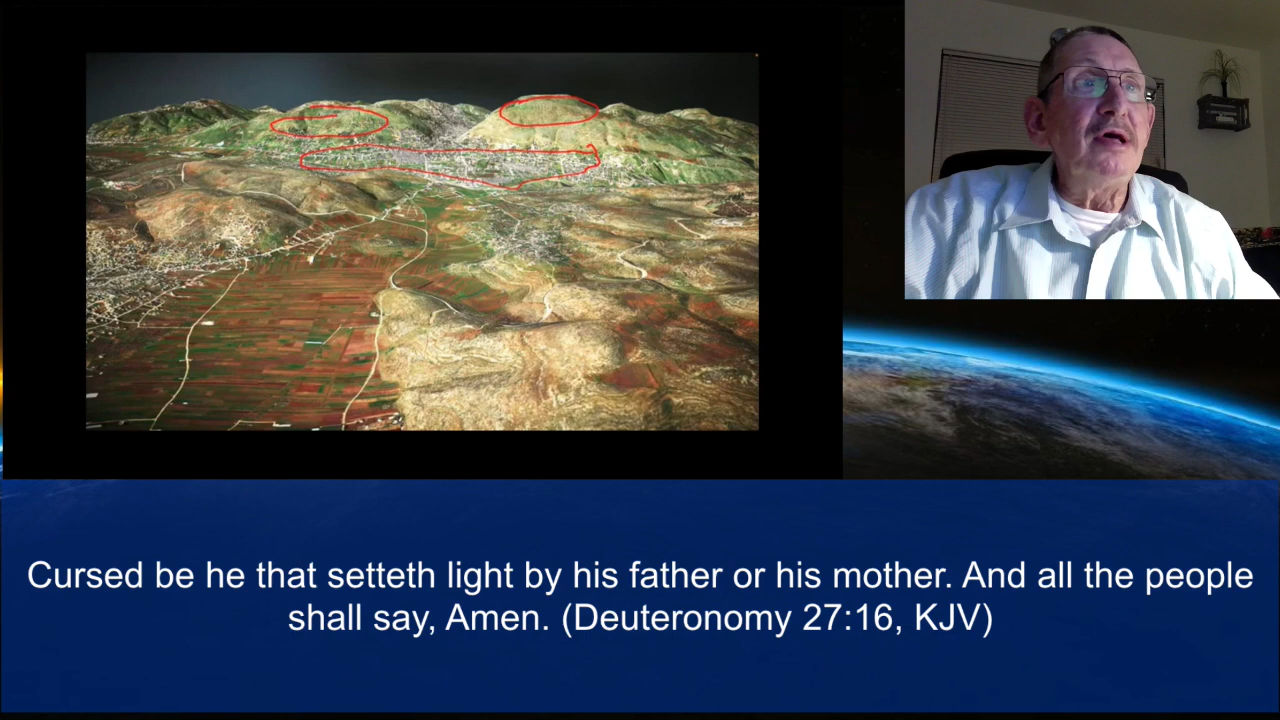 Cursed be he that setteth light by his father or his mother. And all the people
shall say, Amen. (Deuteronomy 27:16, KJV)